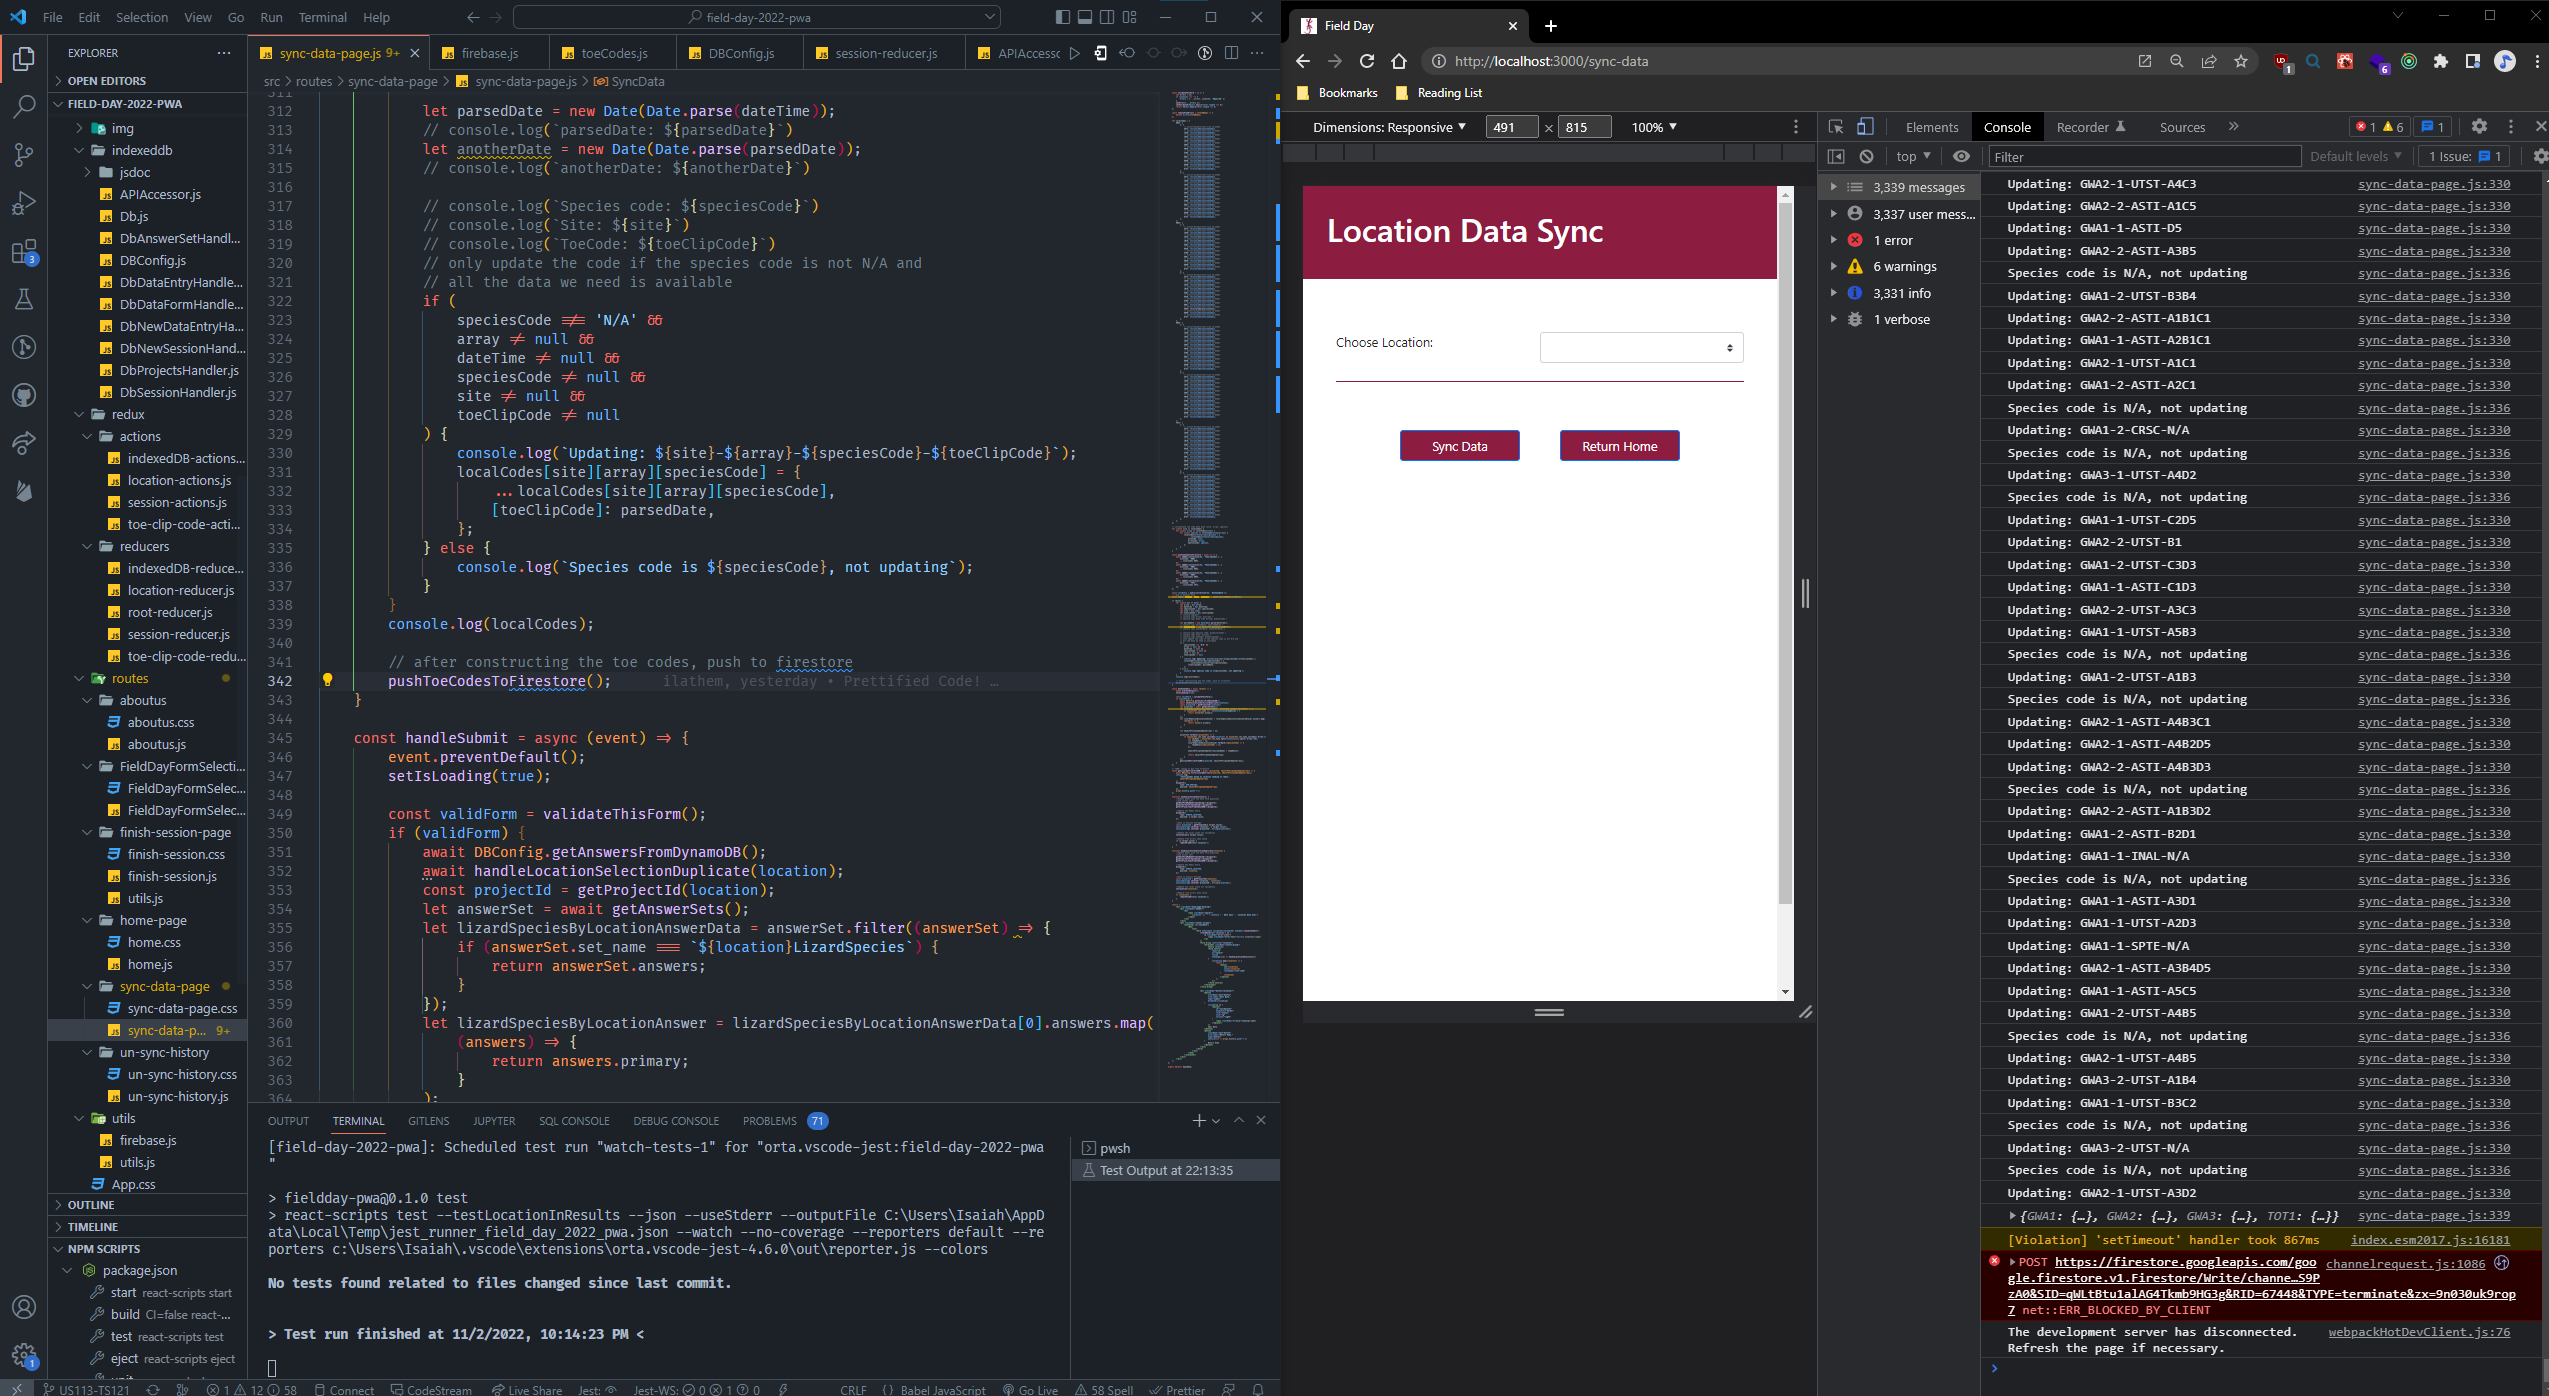 File Edit Selection View Go Run Terminal Help
field-day-2022-pwa
EXPLORER
OPEN EDITORS
FIELD-DAY-2022-PWA
img
indexeddb
jsdoc
APIAccessor.js
Db.js
DbAnswerSetHandl...
DBConfig.js
DbDataEntryHandle...
DbDataFormHandle...
DbNewDataEntryHa...
DbNewSessionHand...
DbProjectsHandler.js
DbSessionHandler.js
redux
actions
indexedDB-actions...
location-actions.js
session-actions.js
toe-clip-code-acti...
reducers
indexedDB-reduce...
location-reducer.js
root-reducer.js
session-reducer.js
toe-clip-code-redu...
routes
aboutus
aboutus.css
aboutus.js
FieldDayFormSelecti...
FieldDayFormSelec...
FieldDayFormSelec...
finish-session-page
finish-session.css
finish-session.js
utils.js
home-page
home.css
home.js
sync-data-page
sync-data-page.css
sync-data-p... 9+
un-sync-history
un-sync-history.css
un-sync-history.js
utils
firebase.js
utils.js
App.css
OUTLINE
TIMELINE
NPM SCRIPTS
package.json
start react-scripts start
build CI=false react-...
test react-scripts test
eject react-scripts eject
sync-data-page.js 9+ firebase.js toeCodes.js DBConfig.js session-reducer.js APIAccessc
src > routes > sync-data-page > sync-data-page.js > SyncData
311
312 let parsedDate = new Date(Date.parse(dateTime));
313 // console.log(`parsedDate: ${parsedDate}`)
314 let anotherDate = new Date(Date.parse(parsedDate));
315 // console.log(`anotherDate: ${anotherDate}`)
316
317 // console.log(`Species code: ${speciesCode}`)
318 // console.log(`Site: ${site}`)
319 // console.log(`ToeCode: ${toeClipCode}`)
320 // only update the code if the species code is not N/A and
321 // all the data we need is available
322 if (
323 speciesCode !== 'N/A' &&
324 array != null &&
325 dateTime != null &&
326 speciesCode != null &&
327 site != null &&
328 toeClipCode != null
329 ) {
330 console.log(`Updating: ${site}-${array}-${speciesCode}-${toeClipCode}`);
331 localCodes[site][array][speciesCode] = {
332 ...localCodes[site][array][speciesCode],
333 [toeClipCode]: parsedDate,
334 };
335 } else {
336 console.log(`Species code is ${speciesCode}, not updating`);
337 }
338 }
339 console.log(localCodes);
340
341 // after constructing the toe codes, push to firestore
342 pushToeCodesToFirestore(); ilathem, yesterday • Prettified Code! …
343 }
344
345 const handleSubmit = async (event) => {
346 event.preventDefault();
347 setIsLoading(true);
348
349 const validForm = validateThisForm();
350 if (validForm) {
351 await DBConfig.getAnswersFromDynamoDB();
352 await handleLocationSelectionDuplicate(location);
353 const projectId = getProjectId(location);
354 let answerSet = await getAnswerSets();
355 let lizardSpeciesByLocationAnswerData = answerSet.filter((answerSet) => {
356 if (answerSet.set_name === `${location}LizardSpecies`) {
357 return answerSet.answers;
358 }
359 });
360 let lizardSpeciesByLocationAnswer = lizardSpeciesByLocationAnswerData[0].answers.map(
361 (answers) => {
362 return answers.primary;
363 }
364 );
OUTPUT TERMINAL GITLENS JUPYTER SQL CONSOLE DEBUG CONSOLE PROBLEMS 71
[field-day-2022-pwa]: Scheduled test run "watch-tests-1" for "orta.vscode-jest:field-day-2022-pwa
"
> fieldday-pwa@0.1.0 test
> react-scripts test --testLocationInResults --json --useStderr --outputFile C:\Users\Isaiah\AppD
ata\Local\Temp\jest_runner_field_day_2022_pwa.json --watch --no-coverage --reporters default --re
porters c:\Users\Isaiah\.vscode\extensions\orta.vscode-jest-4.6.0\out\reporter.js --colors
No tests found related to files changed since last commit.
> Test run finished at 11/2/2022, 10:14:23 PM <
pwsh
Test Output at 22:13:35
US113-TS121 1 12 58 Connect CodeStream Live Share Jest: Jest-WS: 0 1 0 CRLF {} Babel JavaScript Go Live 58 Spell Prettier
Field Day
http://localhost:3000/sync-data
Bookmarks Reading List
Dimensions: Responsive 491 × 815 100%
Location Data Sync
Choose Location:
Sync Data Return Home
Elements Console Recorder Sources 1 6 1
top Filter Default levels 1 Issue: 1
3,339 messages
3,337 user mess...
1 error
6 warnings
3,331 info
1 verbose
Updating: GWA2-1-UTST-A4C3 sync-data-page.js:330
Updating: GWA2-2-ASTI-A1C5 sync-data-page.js:330
Updating: GWA1-1-ASTI-D5 sync-data-page.js:330
Updating: GWA2-2-ASTI-A3B5 sync-data-page.js:330
Species code is N/A, not updating sync-data-page.js:336
Updating: GWA1-2-UTST-B3B4 sync-data-page.js:330
Updating: GWA2-2-ASTI-A1B1C1 sync-data-page.js:330
Updating: GWA1-1-ASTI-A2B1C1 sync-data-page.js:330
Updating: GWA2-1-UTST-A1C1 sync-data-page.js:330
Updating: GWA2-2-ASTI-A2C1 sync-data-page.js:330
Species code is N/A, not updating sync-data-page.js:336
Updating: GWA1-2-CRSC-N/A sync-data-page.js:330
Species code is N/A, not updating sync-data-page.js:336
Updating: GWA3-1-UTST-A4D2 sync-data-page.js:330
Species code is N/A, not updating sync-data-page.js:336
Updating: GWA1-1-UTST-C2D5 sync-data-page.js:330
Updating: GWA2-2-UTST-B1 sync-data-page.js:330
Updating: GWA1-2-UTST-C3D3 sync-data-page.js:330
Updating: GWA1-1-ASTI-C1D3 sync-data-page.js:330
Updating: GWA2-2-UTST-A3C3 sync-data-page.js:330
Updating: GWA1-1-UTST-A5B3 sync-data-page.js:330
Species code is N/A, not updating sync-data-page.js:336
Updating: GWA2-1-UTST-A1B3 sync-data-page.js:330
Species code is N/A, not updating sync-data-page.js:336
Updating: GWA2-1-ASTI-A4B3C1 sync-data-page.js:330
Updating: GWA2-1-ASTI-A4B2D5 sync-data-page.js:330
Updating: GWA2-2-ASTI-A4B3D3 sync-data-page.js:330
Species code is N/A, not updating sync-data-page.js:336
Updating: GWA2-2-ASTI-A1B3D2 sync-data-page.js:330
Updating: GWA1-2-ASTI-B2D1 sync-data-page.js:330
Updating: GWA1-1-INAL-N/A sync-data-page.js:330
Species code is N/A, not updating sync-data-page.js:336
Updating: GWA1-1-ASTI-A3D1 sync-data-page.js:330
Updating: GWA1-1-UTST-A2D3 sync-data-page.js:330
Updating: GWA1-1-SPTE-N/A sync-data-page.js:330
Updating: GWA2-1-ASTI-A3B4D5 sync-data-page.js:330
Updating: GWA1-1-ASTI-A5C5 sync-data-page.js:330
Updating: GWA1-2-UTST-A4B5 sync-data-page.js:330
Species code is N/A, not updating sync-data-page.js:336
Updating: GWA2-1-UTST-A4B5 sync-data-page.js:330
Updating: GWA3-2-UTST-A1B4 sync-data-page.js:330
Updating: GWA1-1-UTST-B3C2 sync-data-page.js:330
Species code is N/A, not updating sync-data-page.js:336
Updating: GWA3-2-UTST-N/A sync-data-page.js:330
Species code is N/A, not updating sync-data-page.js:336
Updating: GWA2-1-UTST-A3D2 sync-data-page.js:330
{GWA1: {…}, GWA2: {…}, GWA3: {…}, TOT1: {…}} sync-data-page.js:339
[Violation] 'setTimeout' handler took 867ms index.esm2017.js:16181
POST https://firestore.googleapis.com/goo channelrequest.js:1086
gle.firestore.v1.Firestore/Write/channe…S9P
zA0&SID=qWLtBtu1alAG4Tkmb9HG3g&RID=67448&TYPE=terminate&zx=9n030uk9rop
7 net::ERR_BLOCKED_BY_CLIENT
The development server has disconnected. webpackHotDevClient.js:76
Refresh the page if necessary.